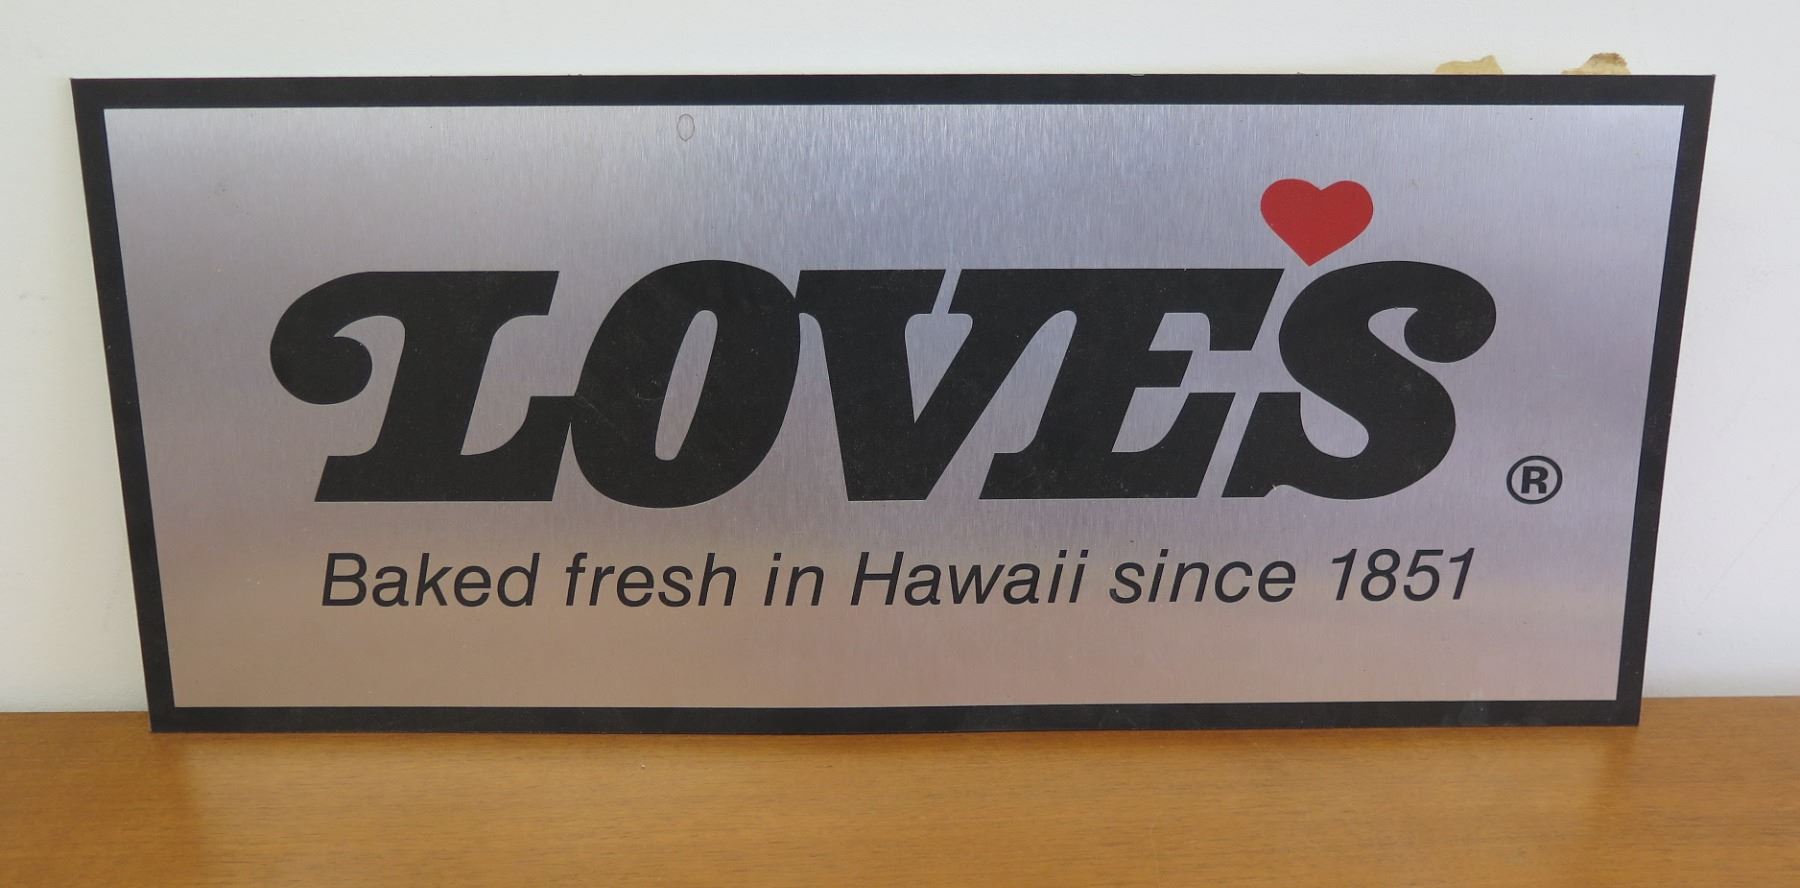 LOVE'S ®
Baked fresh in Hawaii since 1851